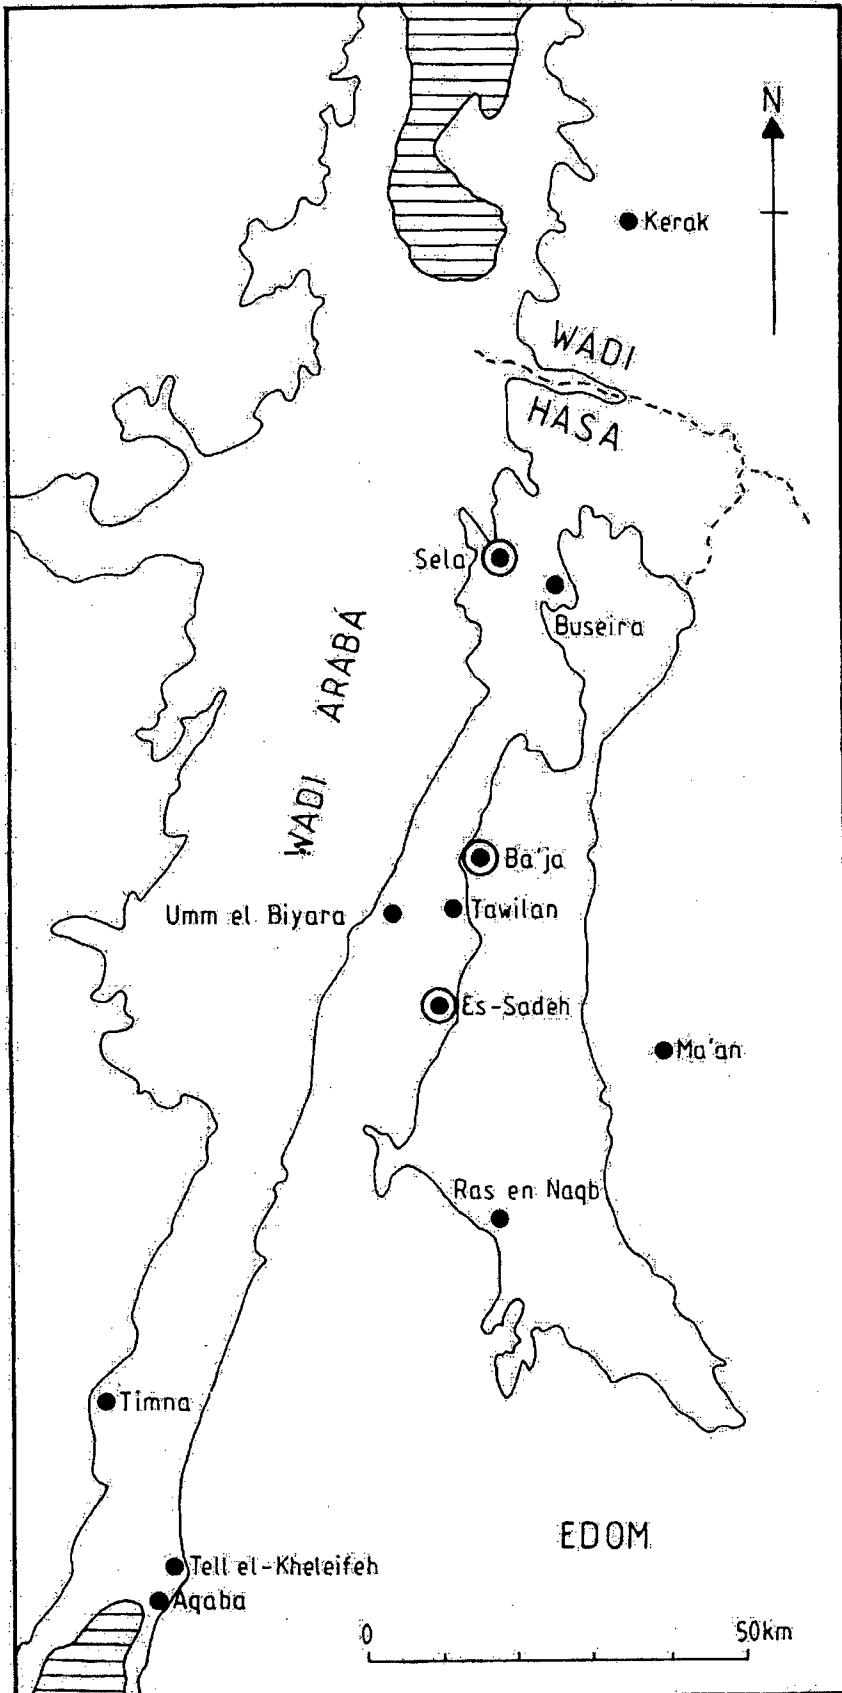 N
Kerak
WADI
HASA
Sela
Buseira
WADI ARABÁ
Ba'ja
Umm el Biyara
Tawilan
Es-Sadeh
Ma'an
Ras en Naqb
Timna
EDOM
Tell el-Kheleifeh
Aqaba
0 50km